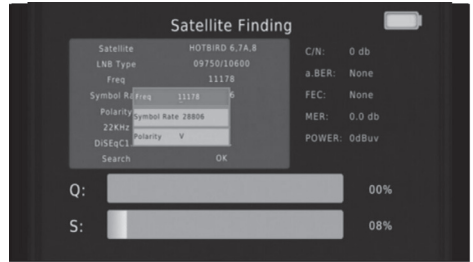 Satellite Finding
Satellite HOTBIRD 6,7A,8
LNB Type 09750/10600
Freq 11178
Symbol Ra 6
Polarity
22KHz
DiSEqC1.
Search OK
Freq 11178
Symbol Rate 28806
Polarity V
C/N: 0 db
a.BER: None
FEC: None
MER: 0.0 db
POWER: 0dBuv
Q: 00%
S: 08%